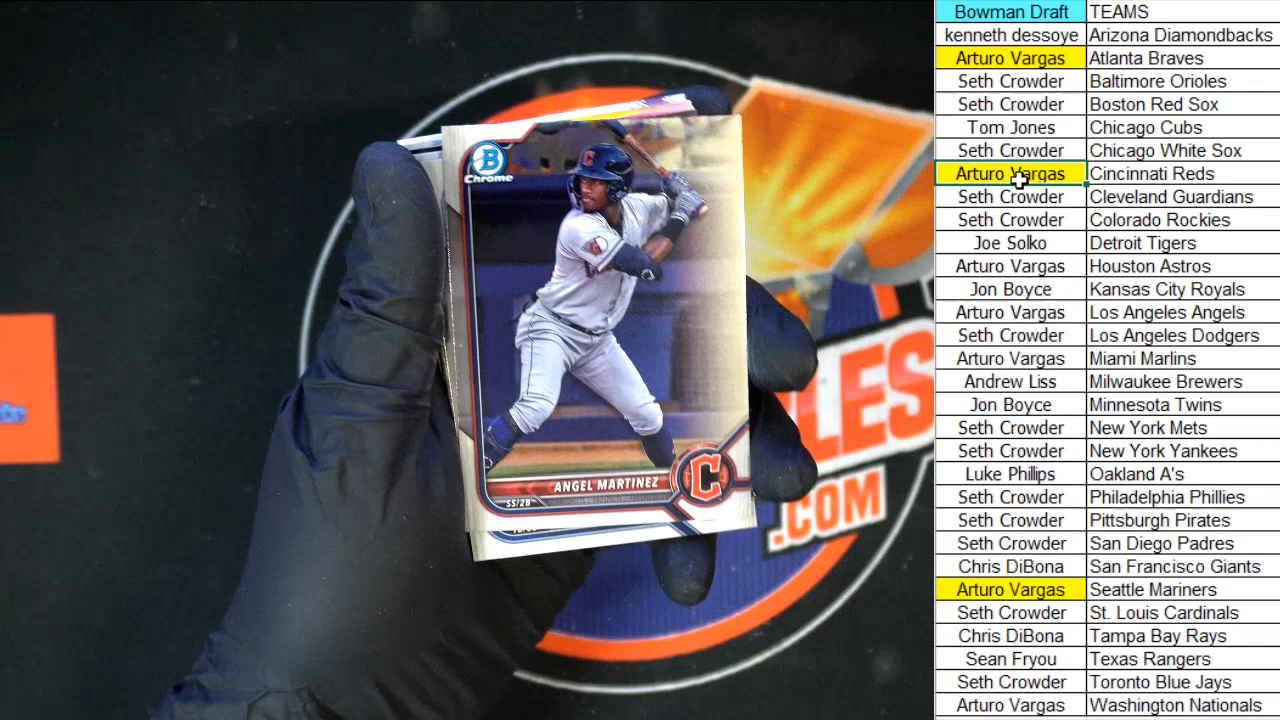 B
Chrome
C
ANGEL MARTINEZ
SS/2B
LES
.COM
Bowman Draft TEAMS
kenneth dessoye Arizona Diamondbacks
Arturo Vargas Atlanta Braves
Seth Crowder Baltimore Orioles
Seth Crowder Boston Red Sox
Tom Jones Chicago Cubs
Seth Crowder Chicago White Sox
Arturo Vargas Cincinnati Reds
Seth Crowder Cleveland Guardians
Seth Crowder Colorado Rockies
Joe Solko Detroit Tigers
Arturo Vargas Houston Astros
Jon Boyce Kansas City Royals
Arturo Vargas Los Angeles Angels
Seth Crowder Los Angeles Dodgers
Arturo Vargas Miami Marlins
Andrew Liss Milwaukee Brewers
Jon Boyce Minnesota Twins
Seth Crowder New York Mets
Seth Crowder New York Yankees
Luke Phillips Oakland A's
Seth Crowder Philadelphia Phillies
Seth Crowder Pittsburgh Pirates
Seth Crowder San Diego Padres
Chris DiBona San Francisco Giants
Arturo Vargas Seattle Mariners
Seth Crowder St. Louis Cardinals
Chris DiBona Tampa Bay Rays
Sean Fryou Texas Rangers
Seth Crowder Toronto Blue Jays
Arturo Vargas Washington Nationals